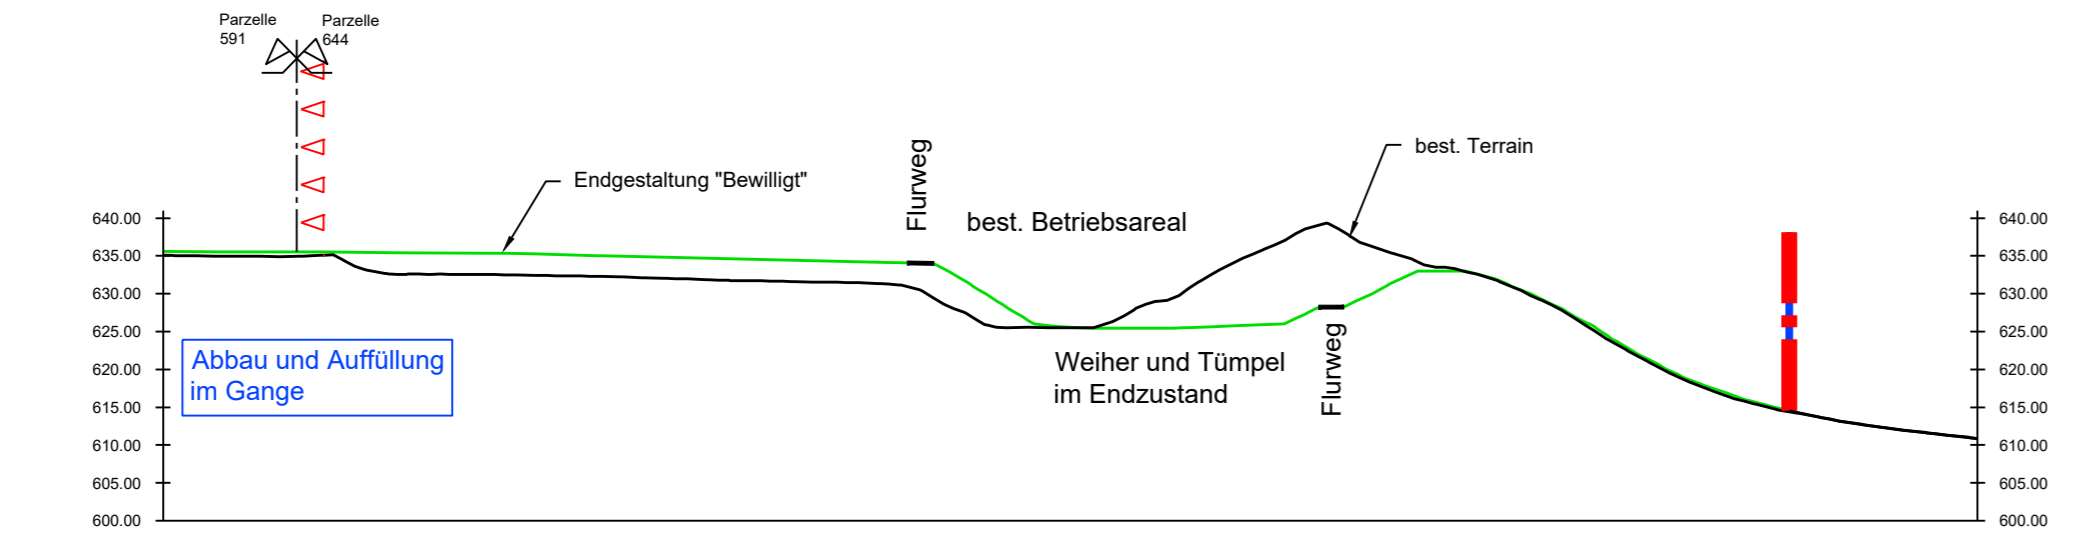 Parzelle
591
Parzelle
644
Endgestaltung "Bewilligt"
Flurweg
best. Betriebsareal
best. Terrain
640.00
635.00
630.00
625.00
620.00
615.00
610.00
605.00
600.00
Abbau und Auffüllung
im Gange
Weiher und Tümpel
im Endzustand
Flurweg
640.00
635.00
630.00
625.00
620.00
615.00
610.00
605.00
600.00